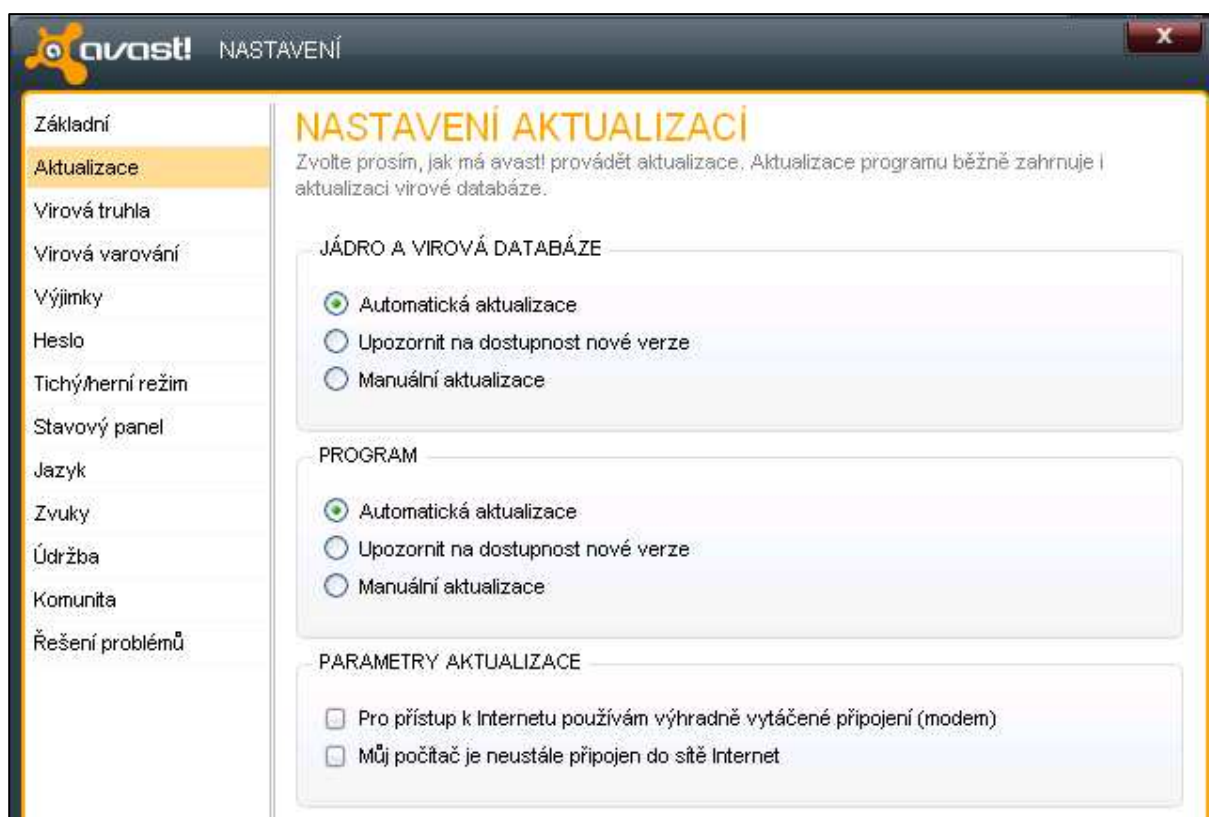 avast! NASTAVENÍ
x
Základní
Aktualizace
Virová truhla
Virová varování
Výjimky
Heslo
Tichý/herní režim
Stavový panel
Jazyk
Zvuky
Údržba
Komunita
Řešení problémů
NASTAVENÍ AKTUALIZACÍ
Zvolte prosím, jak má avast! provádět aktualizace. Aktualizace programu běžně zahrnuje i
aktualizaci virové databáze.
JÁDRO A VIROVÁ DATABÁZE
Automatická aktualizace
Upozornit na dostupnost nové verze
Manuální aktualizace
PROGRAM
Automatická aktualizace
Upozornit na dostupnost nové verze
Manuální aktualizace
PARAMETRY AKTUALIZACE
Pro přístup k Internetu používám výhradně vytáčené připojení (modem)
Můj počítač je neustále připojen do sítě Internet